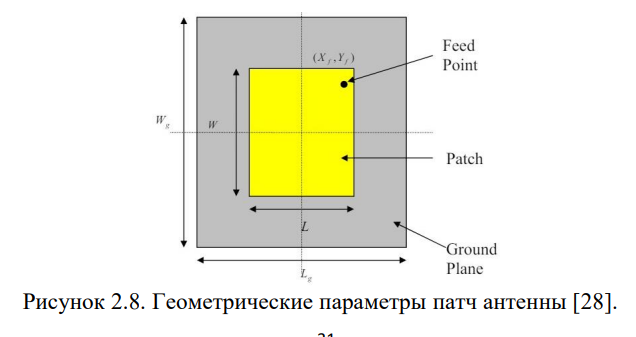 (X_f, Y_f)
Feed
Point
W_g
W
Patch
L
Ground
Plane
L_g
Рисунок 2.8. Геометрические параметры патч антенны [28].